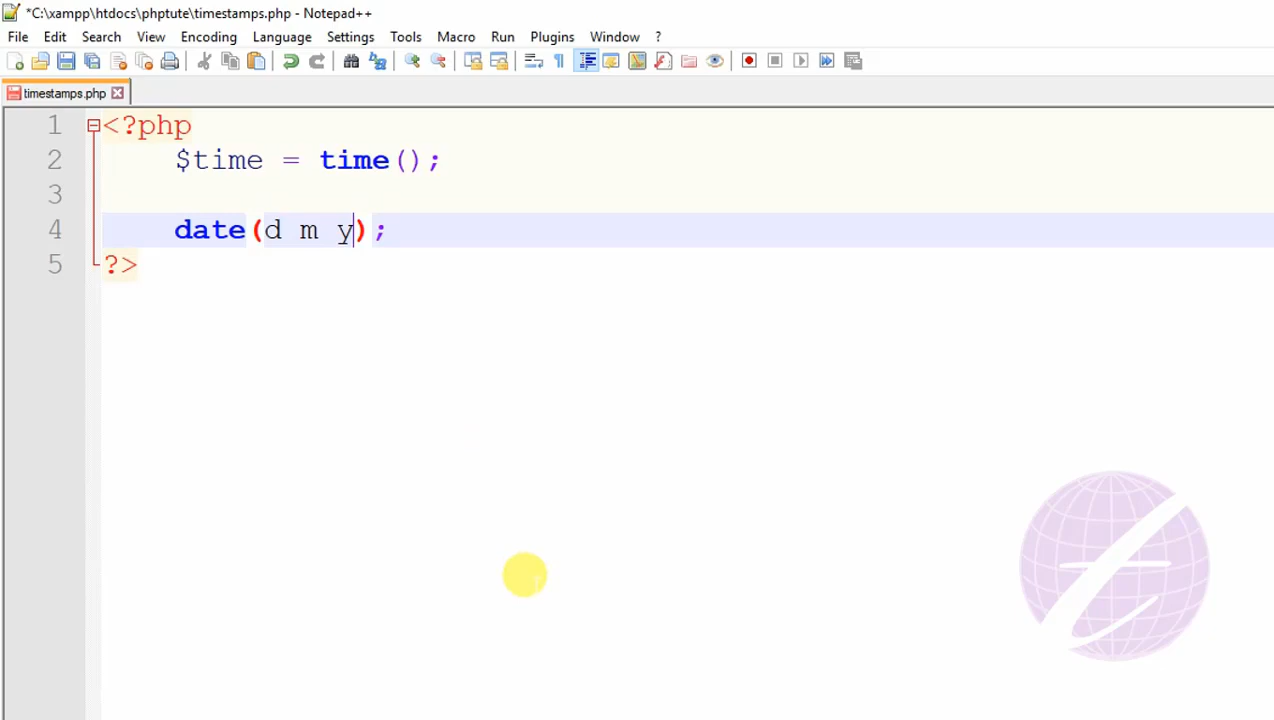 *C:\xampp\htdocs\phptute\timestamps.php - Notepad++
File Edit Search View Encoding Language Settings Tools Macro Run Plugins Window ?
timestamps.php
1 <?php
2 $time = time();
3
4 date(d m y);
5 ?>